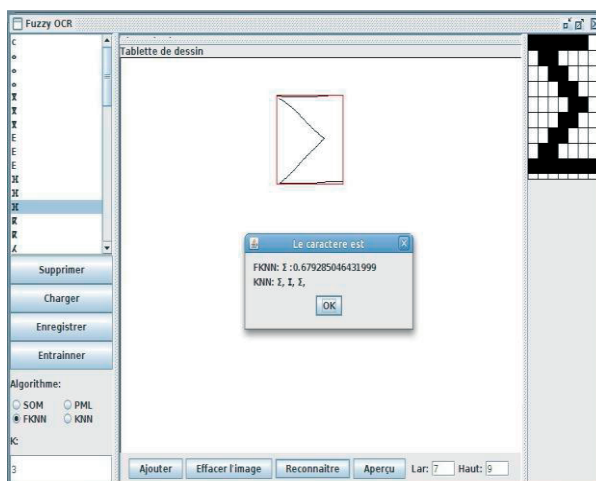 Fuzzy OCR
C
o
o
o
E
E
E
Supprimer
Charger
Enregistrer
Entrainner
Algorithme:
SOM PML
FKNN KNN
K:
3
Tablette de dessin
Le caractere est
FKNN: Σ :0.679285046431999
KNN: Σ, I, Σ,
OK
Ajouter Effacer l'image Reconnaitre Aperçu Lar: 7 Haut: 9